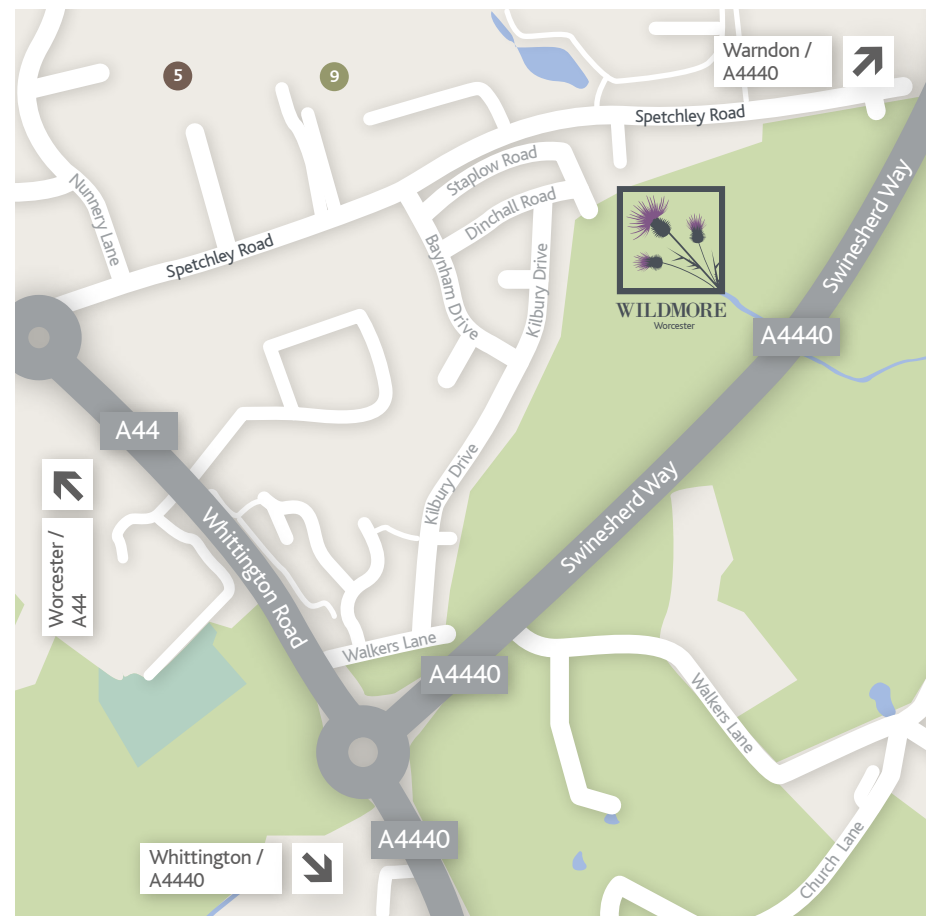 5
9
Warndon /
A4440
Spetchley Road
Staplow Road
Dinchall Road
Nunnery Lane
Swinesherd Way
Spetchley Road
Baynham Drive
Kilbury Drive
WILDMORE
Worcester
A4440
A44
Kilbury Drive
Swinesherd Way
Whittington Road
Worcester /
A44
Walkers Lane
A4440
Walkers Lane
A4440
Whittington /
A4440
Church Lane